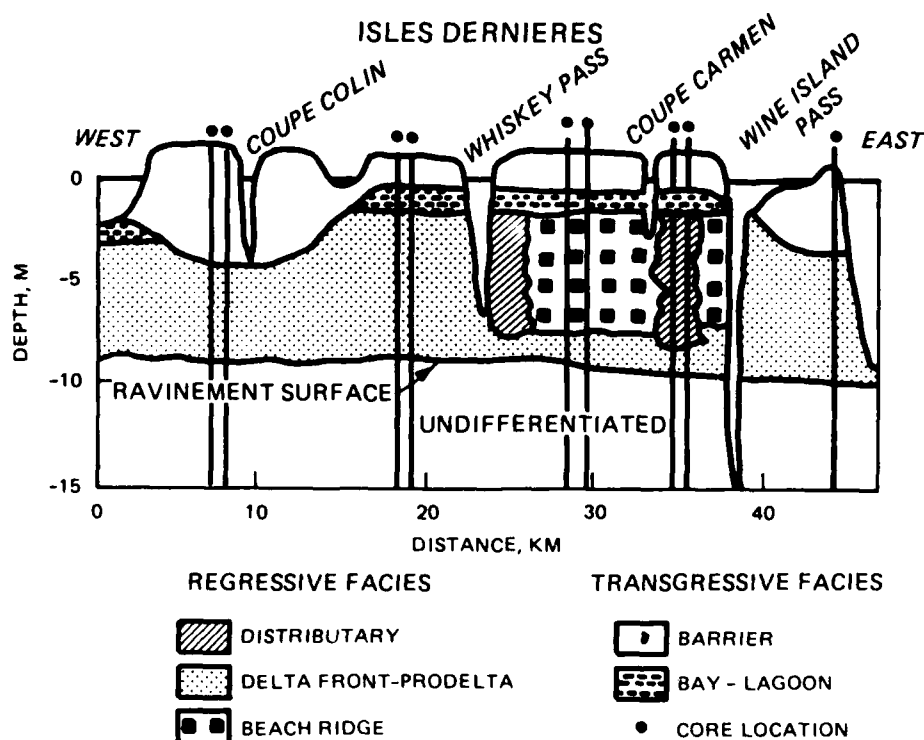 ISLES DERNIERES
WEST
COUPE COLIN
WHISKEY PASS
COUPE CARMEN
WINE ISLAND
PASS
EAST
0
-5
-10
-15
DEPTH, M
RAVINEMENT SURFACE
UNDIFFERENTIATED
0
10
20
30
40
DISTANCE, KM
REGRESSIVE FACIES
DISTRIBUTARY
DELTA FRONT-PRODELTA
BEACH RIDGE
TRANSGRESSIVE FACIES
BARRIER
BAY - LAGOON
CORE LOCATION